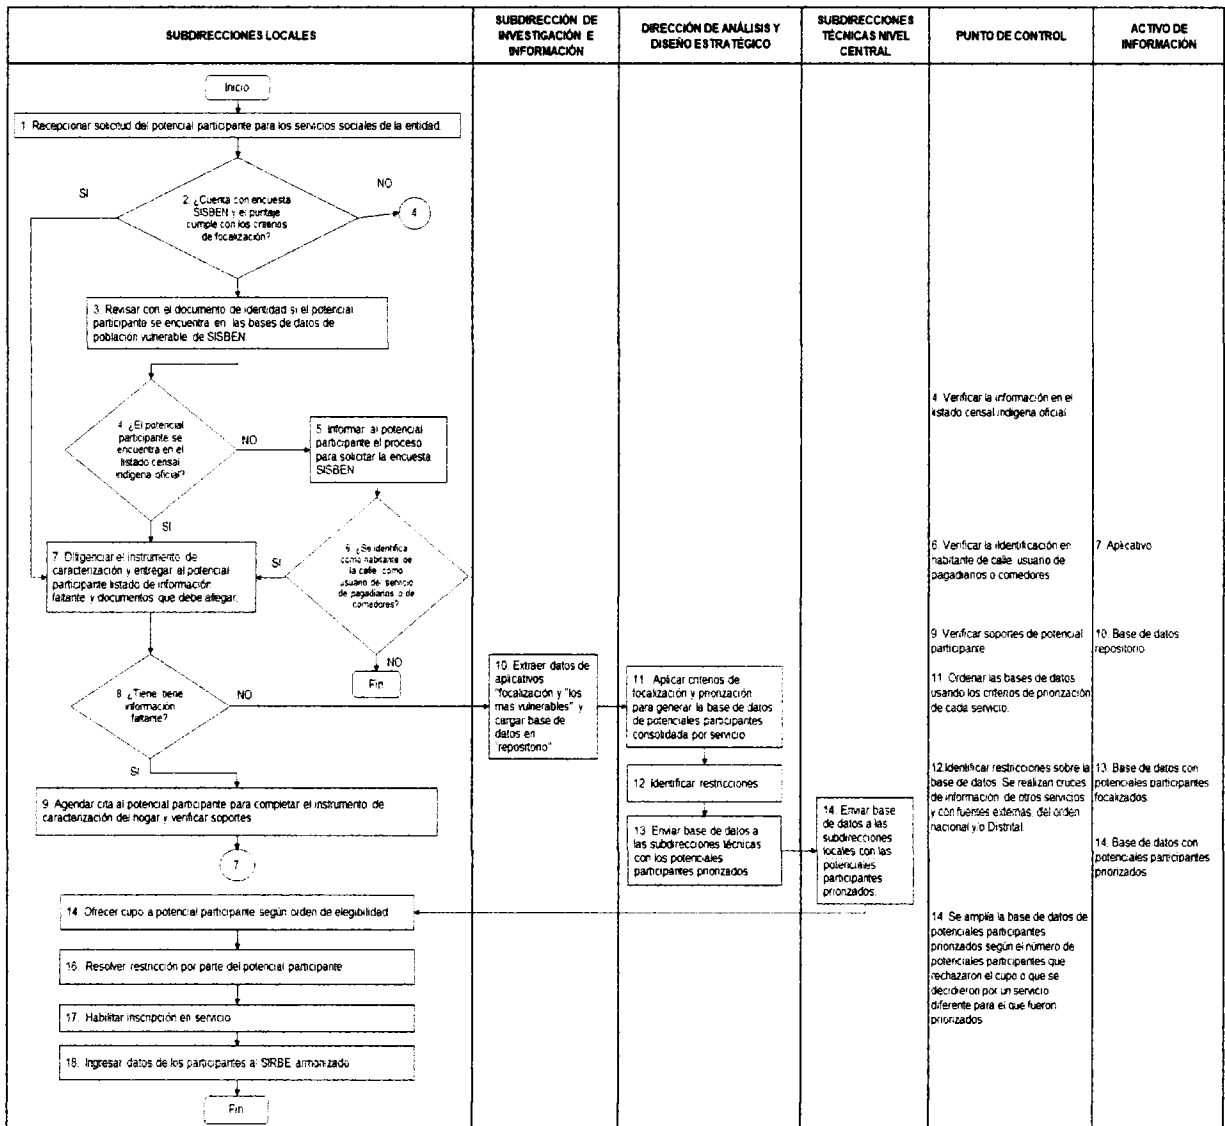 SUBDIRECCIONES LOCALES
SUBDIRECCIÓN DE
INVESTIGACIÓN E
INFORMACIÓN
DIRECCIÓN DE ANÁLISIS Y
DISEÑO ESTRATÉGICO
SUBDIRECCIONES
TÉCNICAS NIVEL
CENTRAL
PUNTO DE CONTROL
ACTIVO DE
INFORMACIÓN
Inicio
1. Recepcionar solicitud del potencial participante para los servicios sociales de la entidad.
SI
NO
2. ¿Cuenta con encuesta
SISBEN y el puntaje
cumple con los criterios
de focalización?
4
3. Revisar con el documento de identidad si el potencial
participante se encuentra en las bases de datos de
población vulnerable de SISBEN.
4. ¿El potencial
participante se
encuentra en el
listado censal
indígena oficial?
NO
SI
5. Informar al potencial
participante el proceso
para solicitar la encuesta
SISBEN
4. Verificar la información en el
listado censal indígena oficial
6. ¿Se identifica
como habitante de
la calle, como
usuario del servicio
de pagadianos o de
comedores?
SI
NO
Fin
7. Diligenciar el instrumento de
caracterización y entregar al potencial
participante listado de información
faltante y documentos que debe allegar.
6. Verificar la iidentificación en
habitante de calle, usuario de
pagadianos o comedores
7. Aplicativo
8. ¿Tiene tiene
información
faltante?
NO
SI
10. Extraer datos de
aplicativos
"focalización y "los
mas vulnerables" y
cargar base de
datos en
"repositorio"
11. Aplicar criterios de
focalización y priorización
para generar la base de datos
de potenciales participantes
consolidada por servicio
9. Verificar soportes de potencial
participante
10. Base de datos
repositorio
11. Ordenar las bases de datos
usando los criterios de priorización
de cada servicio.
9. Agendar cita al potencial participante para completar el instrumento de
caracterización del hogar y verificar soportes
7
12. Identificar restricciones
13. Enviar base de datos a
las subdirecciones técnicas
con los potenciales
participantes priorizados
14. Enviar base
de datos a las
subdirecciones
locales con las
potenciales
participantes
priorizados.
12.Identificar restricciones sobre la
base de datos. Se realizan cruces
de información de otros servicios
y con fuentes externas, del orden
nacional y/o Distrital.
13. Base de datos con
potenciales participantes
focalizados.
14. Base de datos con
potenciales participantes
priorizados
14. Ofrecer cupo a potencial participante según orden de elegibilidad
14. Se amplía la base de datos de
potenciales participantes
priorizados según el número de
potenciales participantes que
rechazaron el cupo o que se
decidieron por un servicio
diferente para el que fueron
priorizados
16. Resolver restricción por parte del potencial participante
17. Habilitar inscripción en servicio
18. Ingresar datos de los participantes al SIRBE armonizado
Fin